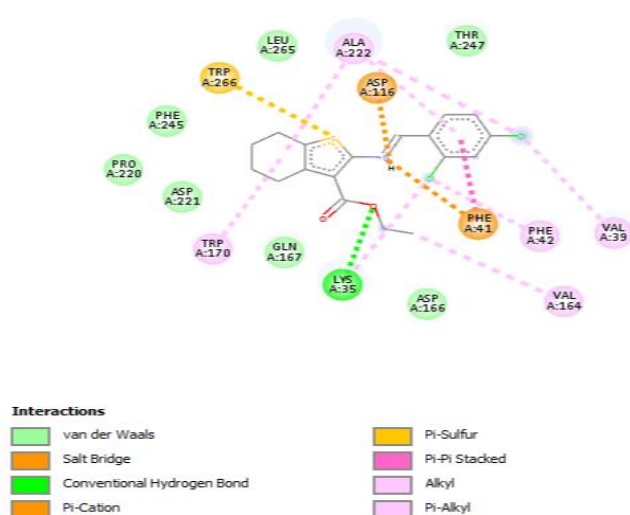 LEU
A:265
ALA
A:222
THR
A:247
TRP
A:266
ASP
A:116
PHE
A:245
PRO
A:220
ASP
A:221
H
TRP
A:170
GLN
A:167
PHE
A:41
PHE
A:42
VAL
A:39
LYS
A:35
ASP
A:166
VAL
A:164
Interactions
van der Waals
Salt Bridge
Conventional Hydrogen Bond
Pi-Cation
Pi-Sulfur
Pi-Pi Stacked
Alkyl
Pi-Alkyl